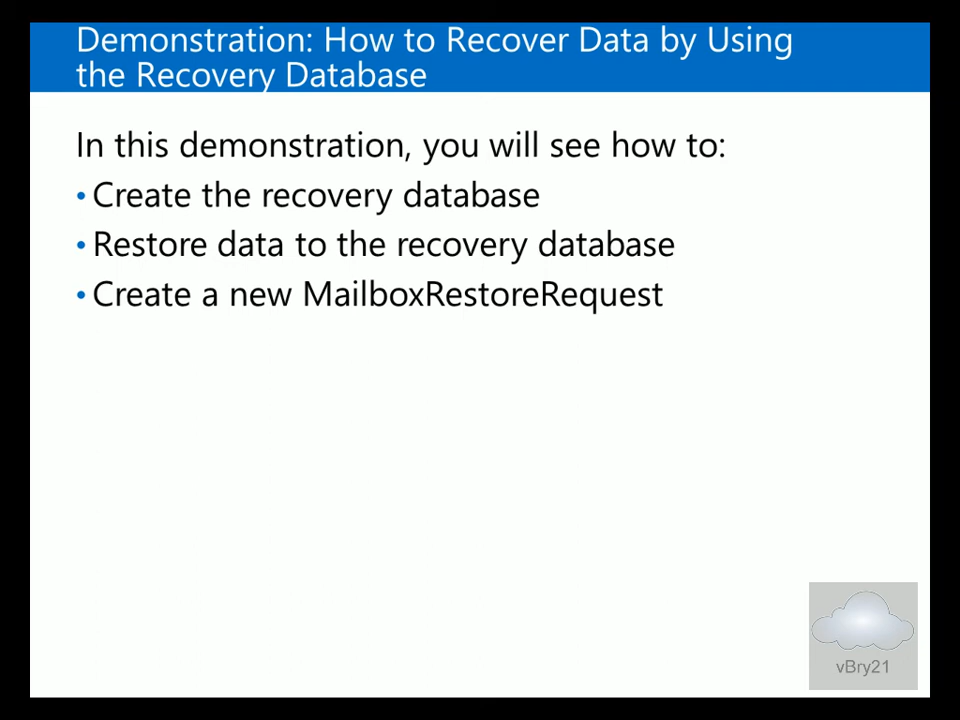 Demonstration: How to Recover Data by Using
the Recovery Database
In this demonstration, you will see how to:
• Create the recovery database
• Restore data to the recovery database
• Create a new MailboxRestoreRequest
vBry21